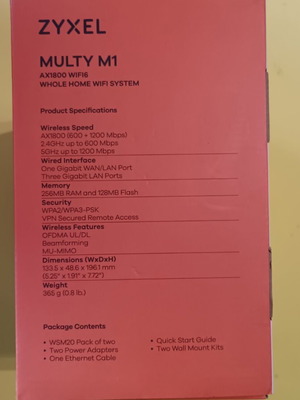 ZYXEL
MULTY M1
AX1800 WIFI6
WHOLE HOME WIFI SYSTEM
Product Specifications
Wireless Speed
AX1800 (600 + 1200 Mbps)
2.4GHz up to 600 Mbps
5GHz up to 1200 Mbps
Wired Interface
One Gigabit WAN/LAN Port
Three Gigabit LAN Ports
Memory
256MB RAM and 128MB Flash
Security
WPA2/WPA3-PSK
VPN Secured Remote Access
Wireless Features
OFDMA UL/DL
Beamforming
MU-MIMO
Dimensions (WxDxH)
133.5 x 48.6 x 196.1 mm
(5.25" x 1.91" x 7.72")
Weight
365 g (0.8 lb.)
Package Contents
• WSM20 Pack of two
• Two Power Adapters
• One Ethernet Cable
• Quick Start Guide
• Two Wall Mount Kits